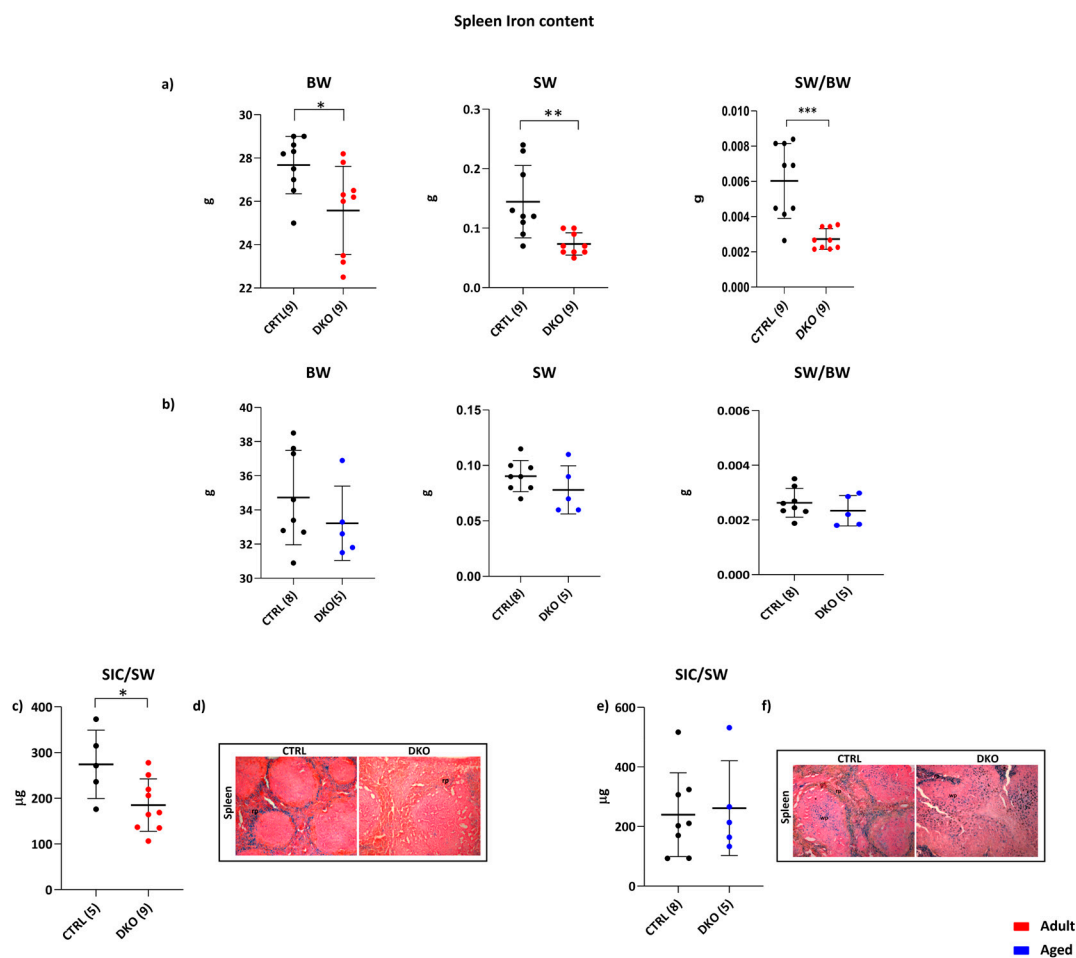 Spleen Iron content
a)
BW
SW
SW/BW
30
28
26
24
22
g
*
CRTL(9)
DKO (9)
0.3
0.2
0.1
0.0
g
**
CRTL (9)
DKO (9)
0.010
0.008
0.006
0.004
0.002
0.000
g
***
CTRL (9)
DKO (9)
b)
BW
SW
SW/BW
40
38
36
34
32
30
g
CTRL (8)
DKO(5)
0.15
0.10
0.05
0.00
g
CTRL(8)
DKO (5)
0.006
0.004
0.002
0.000
g
CTRL (8)
DKO (5)
c)
SIC/SW
*
400
300
200
100
0
µg
CTRL (5)
DKO (9)
d)
CTRL
DKO
Spleen
rp
rp
e)
SIC/SW
600
400
200
0
µg
CTRL (8)
DKO (5)
f)
CTRL
DKO
Spleen
rp
wp
wp
Adult
Aged